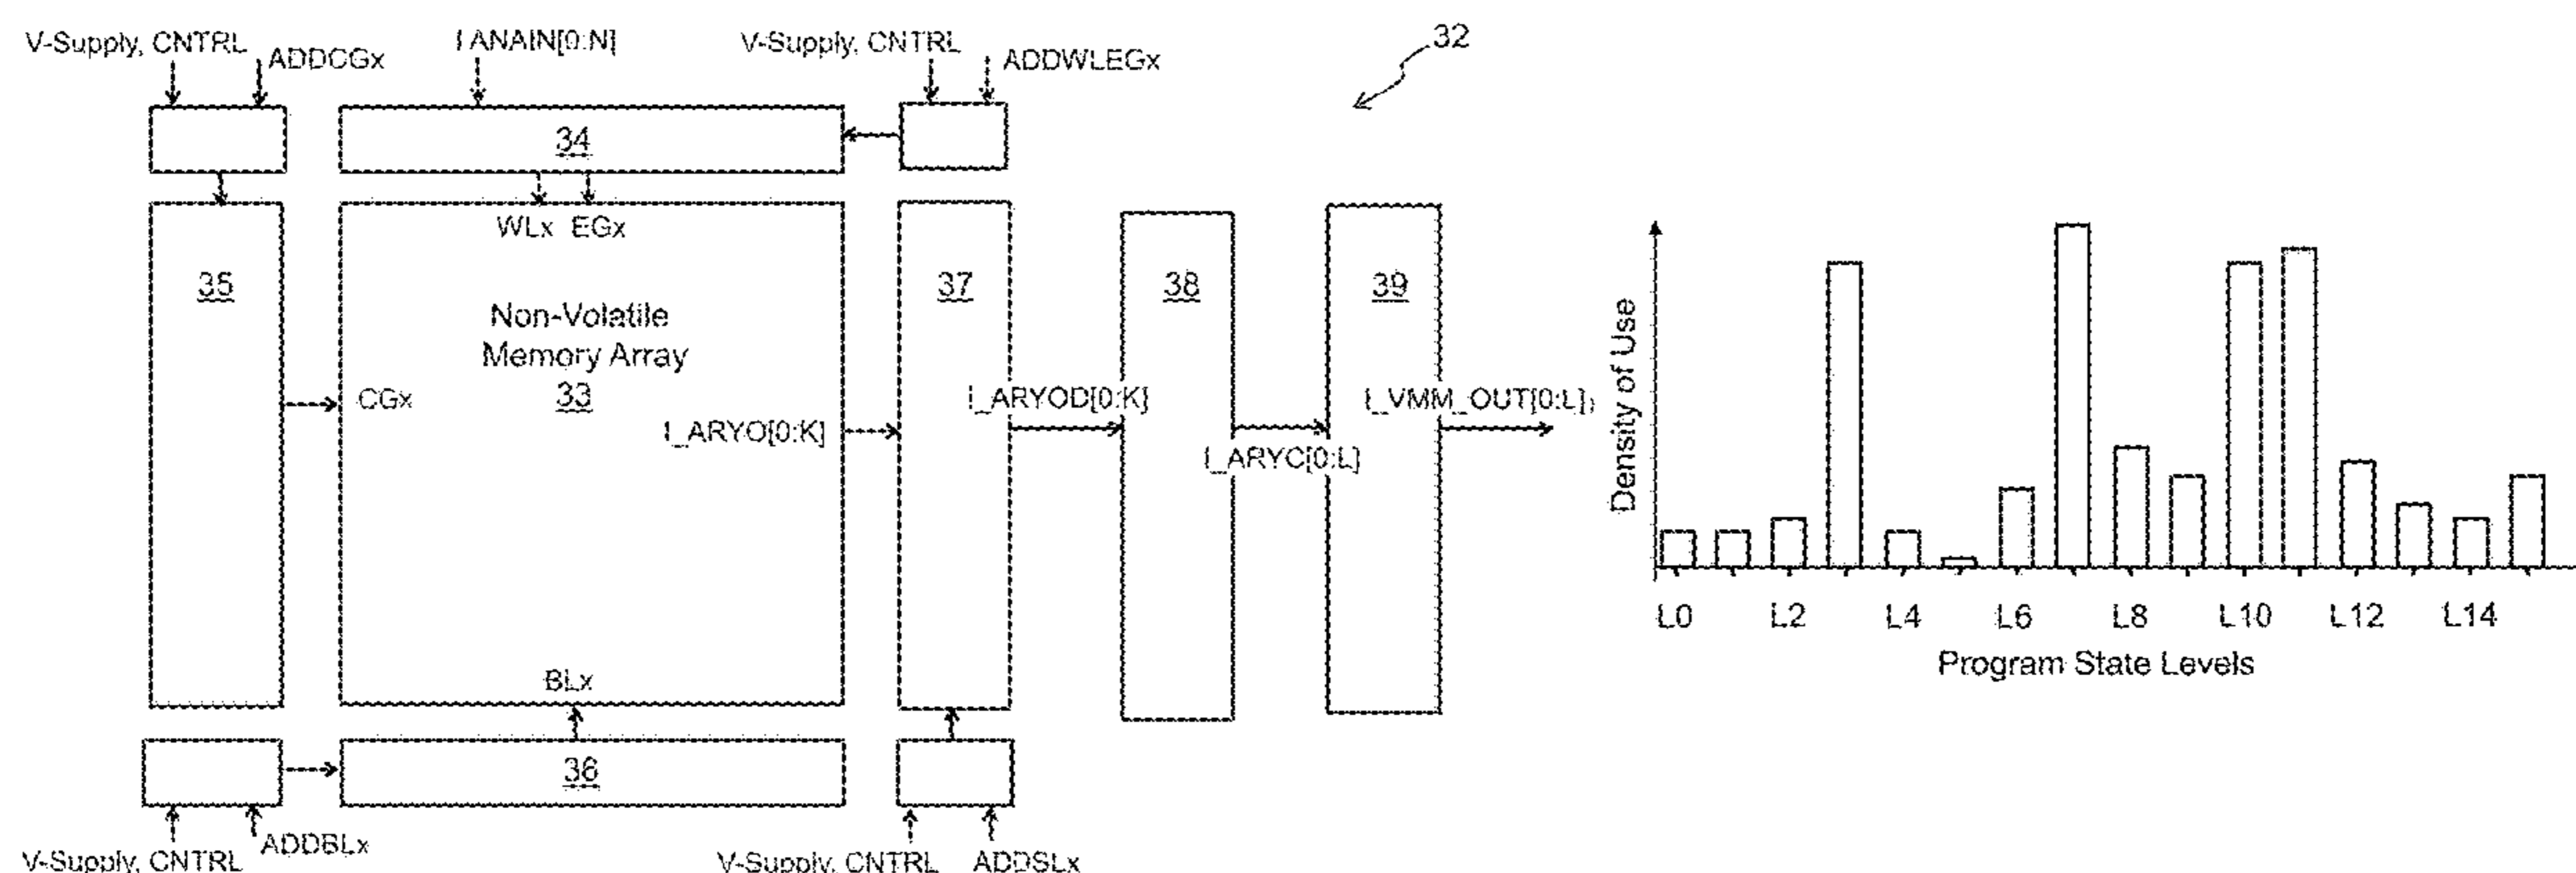 V-Supply, CNTRL
ADDCGx
I ANAIN[0:N]
V-Supply, CNTRL
ADDWLEGx
32
34
WLx EGx
35
Non-Volatile
Memory Array
33
CGx
I_ARYO[0:K]
37
I_ARYOD[0:K]
38
I_ARYC[0:L]
39
I_VMM_OUT[0:L]
BLx
36
V-Supply, CNTRL
ADDBLx
V-Supply, CNTRL
ADDSLx
Density of Use
L0 L2 L4 L6 L8 L10 L12 L14
Program State Levels